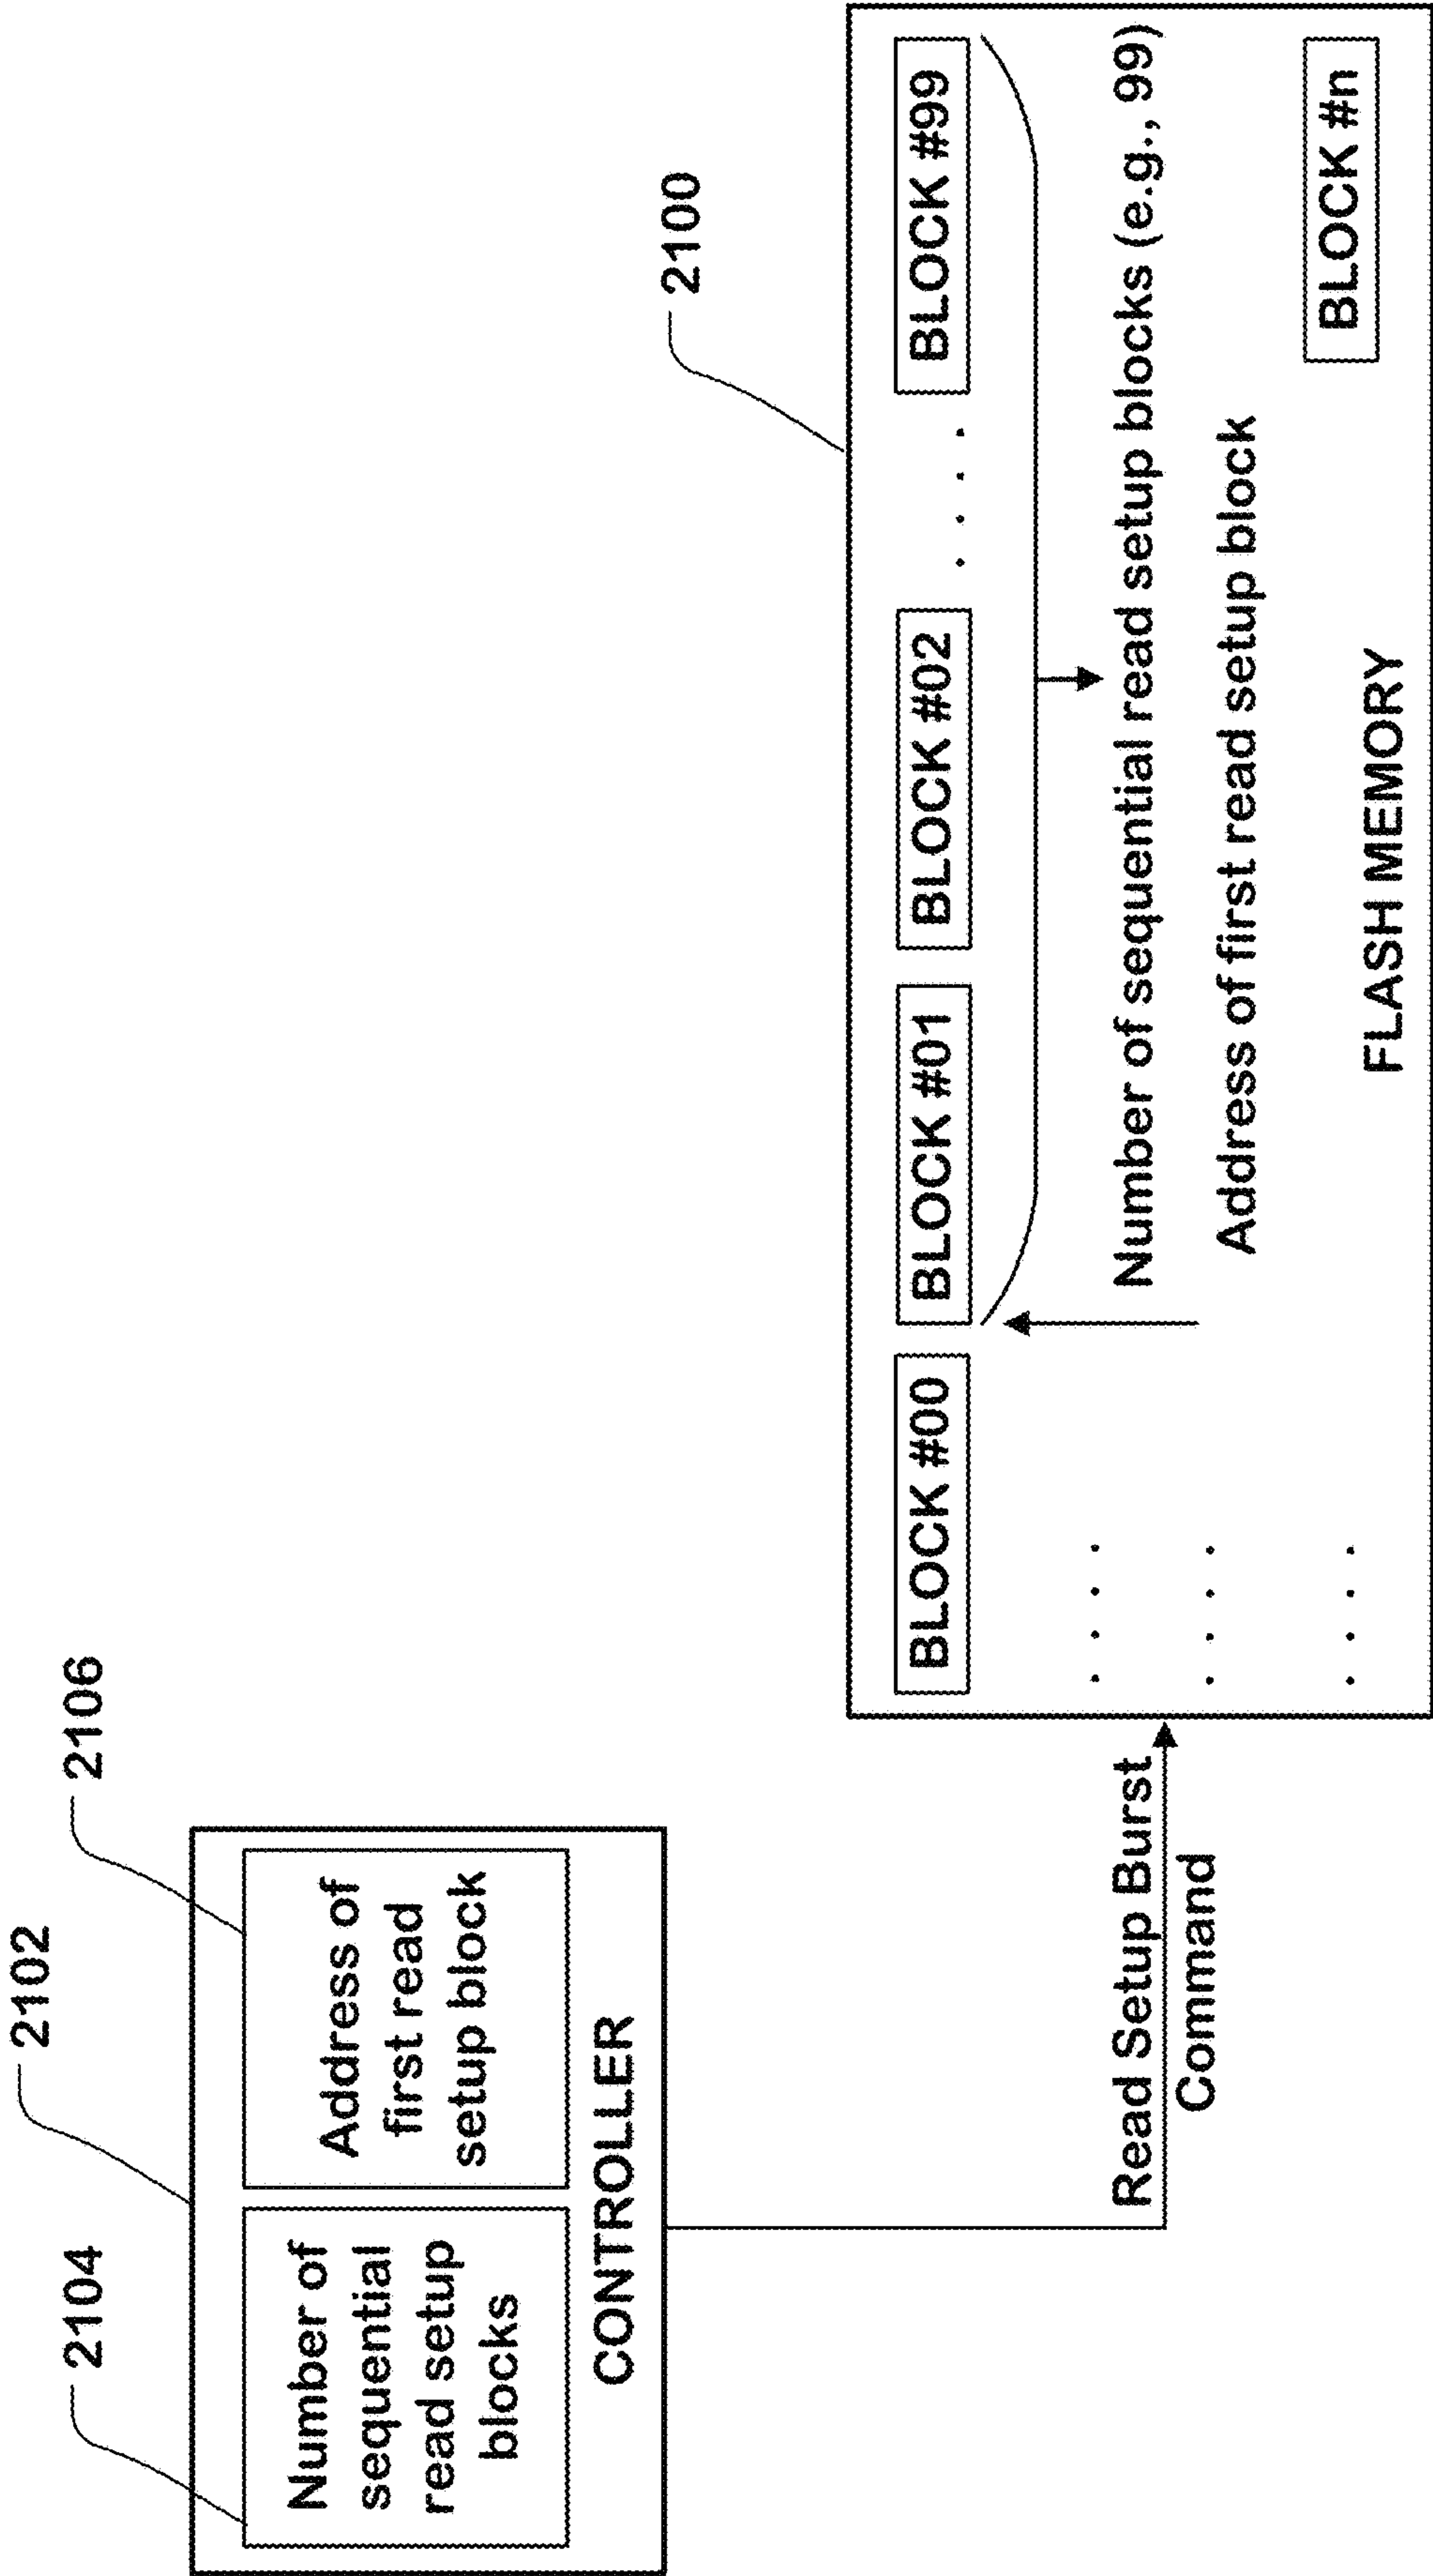 2102
2104
2106
Number of
sequential
read setup
blocks
Address of
first read
setup block
CONTROLLER
Read Setup Burst
Command
2100
BLOCK #00
BLOCK #01
BLOCK #02
. . . .
BLOCK #99
. . . .
. . . .
. . . .
Number of sequential read setup blocks (e.g., 99)
Address of first read setup block
BLOCK #n
FLASH MEMORY